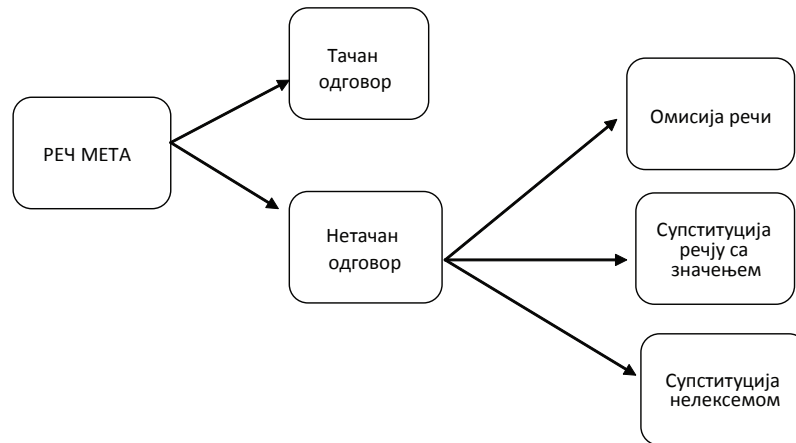 Тачан
одговор
РЕЧ МЕТА
Нетачан
одговор
Омисија речи
Супституција
речју са
значењем
Супституција
нелексемом